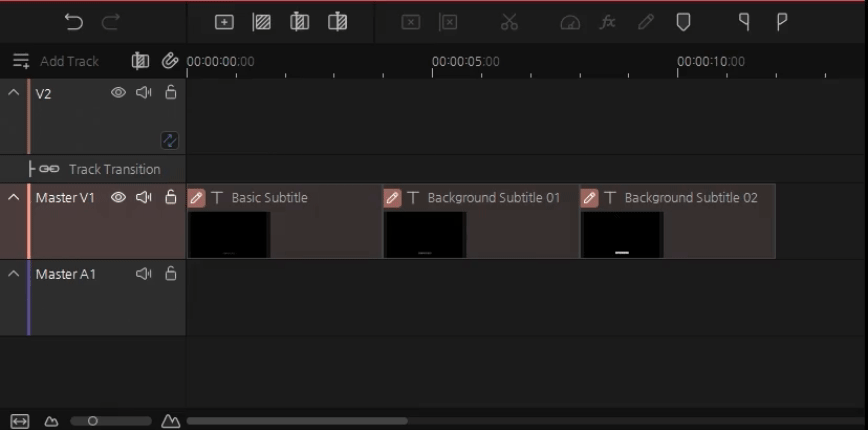 Add Track
00:00:00:00 00:00:05:00 00:00:10:00
V2
Track Transition
Master V1
Basic Subtitle
Background Subtitle 01
Background Subtitle 02
Master A1